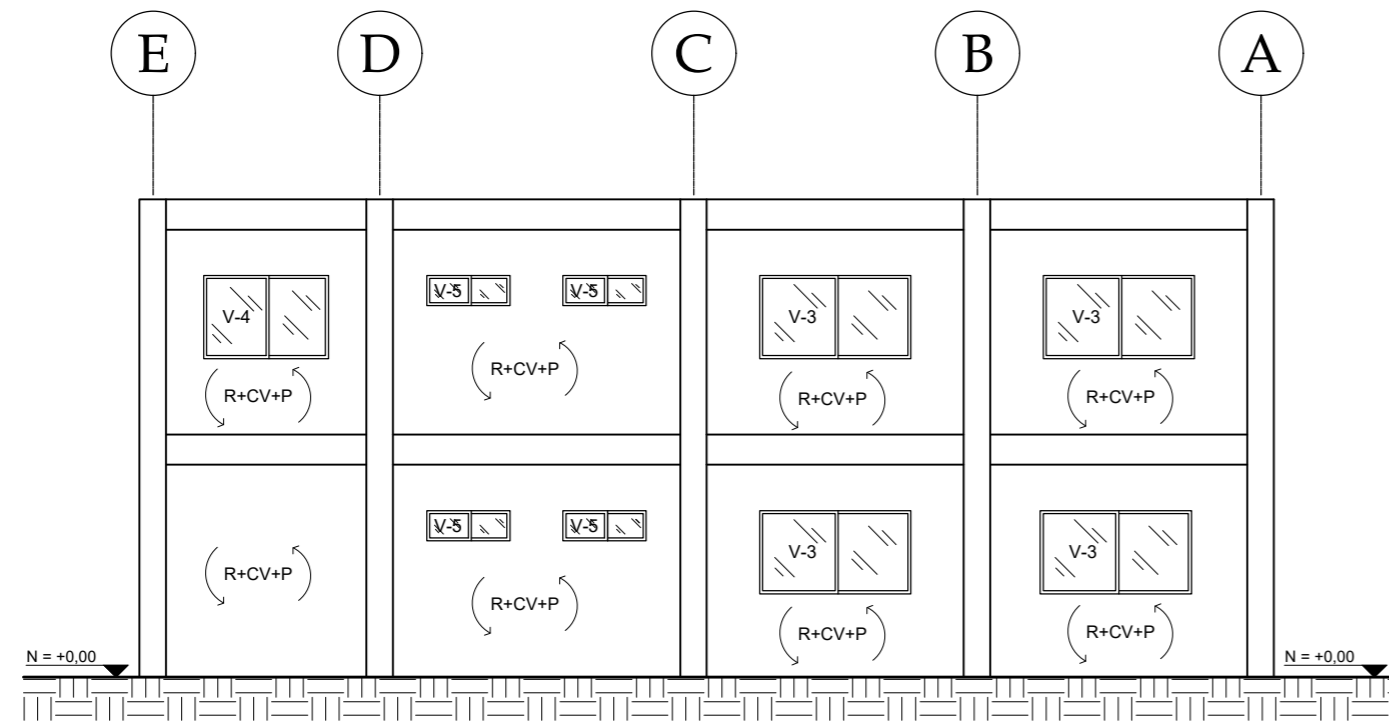 E
D
C
B
A
V-5
V-5
V-4
V-3
V-3
R+CV+P
R+CV+P
R+CV+P
R+CV+P
V-5
V-5
V-3
V-3
R+CV+P
R+CV+P
R+CV+P
R+CV+P
N = +0,00
N = +0,00